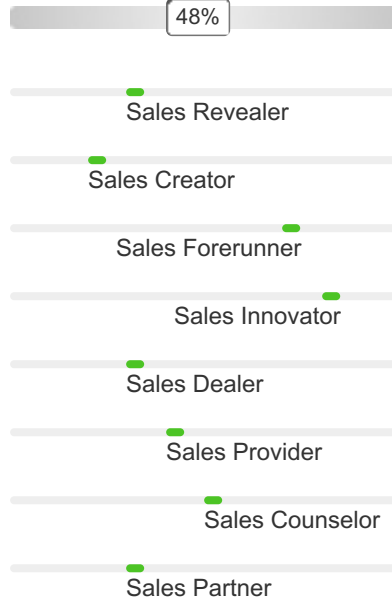 48%
Sales Revealer
Sales Creator
Sales Forerunner
Sales Innovator
Sales Dealer
Sales Provider
Sales Counselor
Sales Partner